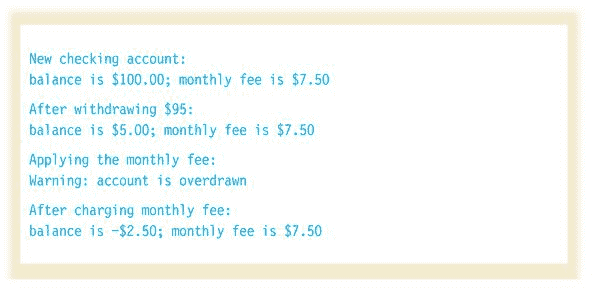 New checking account:
balance is $100.00; monthly fee is $7.50
After withdrawing $95:
balance is $5.00; monthly fee is $7.50
Applying the monthly fee:
Warning: account is overdrawn
After charging monthly fee:
balance is -$2.50; monthly fee is $7.50